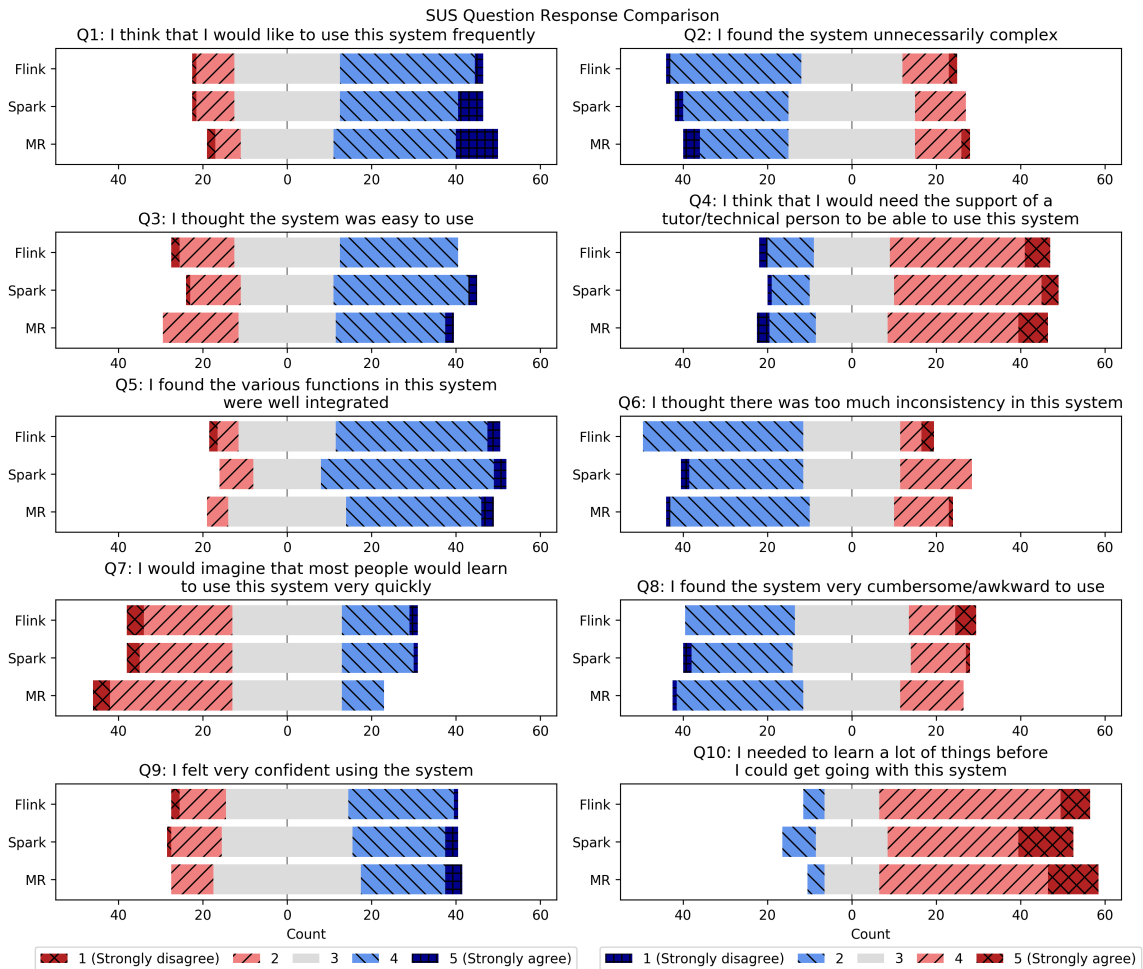 SUS Question Response Comparison
Q1: I think that I would like to use this system frequently
Flink
Spark
MR
40 20 0 20 40 60
Q2: I found the system unnecessarily complex
Flink
Spark
MR
40 20 0 20 40 60
Q3: I thought the system was easy to use
Flink
Spark
MR
40 20 0 20 40 60
Q4: I think that I would need the support of a
tutor/technical person to be able to use this system
Flink
Spark
MR
40 20 0 20 40 60
Q5: I found the various functions in this system
were well integrated
Flink
Spark
MR
40 20 0 20 40 60
Q6: I thought there was too much inconsistency in this system
Flink
Spark
MR
40 20 0 20 40 60
Q7: I would imagine that most people would learn
to use this system very quickly
Flink
Spark
MR
40 20 0 20 40 60
Q8: I found the system very cumbersome/awkward to use
Flink
Spark
MR
40 20 0 20 40 60
Q9: I felt very confident using the system
Flink
Spark
MR
40 20 0 20 40 60
Count
Q10: I needed to learn a lot of things before
I could get going with this system
Flink
Spark
MR
40 20 0 20 40 60
Count
1 (Strongly disagree) 2 3 4 5 (Strongly agree)
1 (Strongly disagree) 2 3 4 5 (Strongly agree)